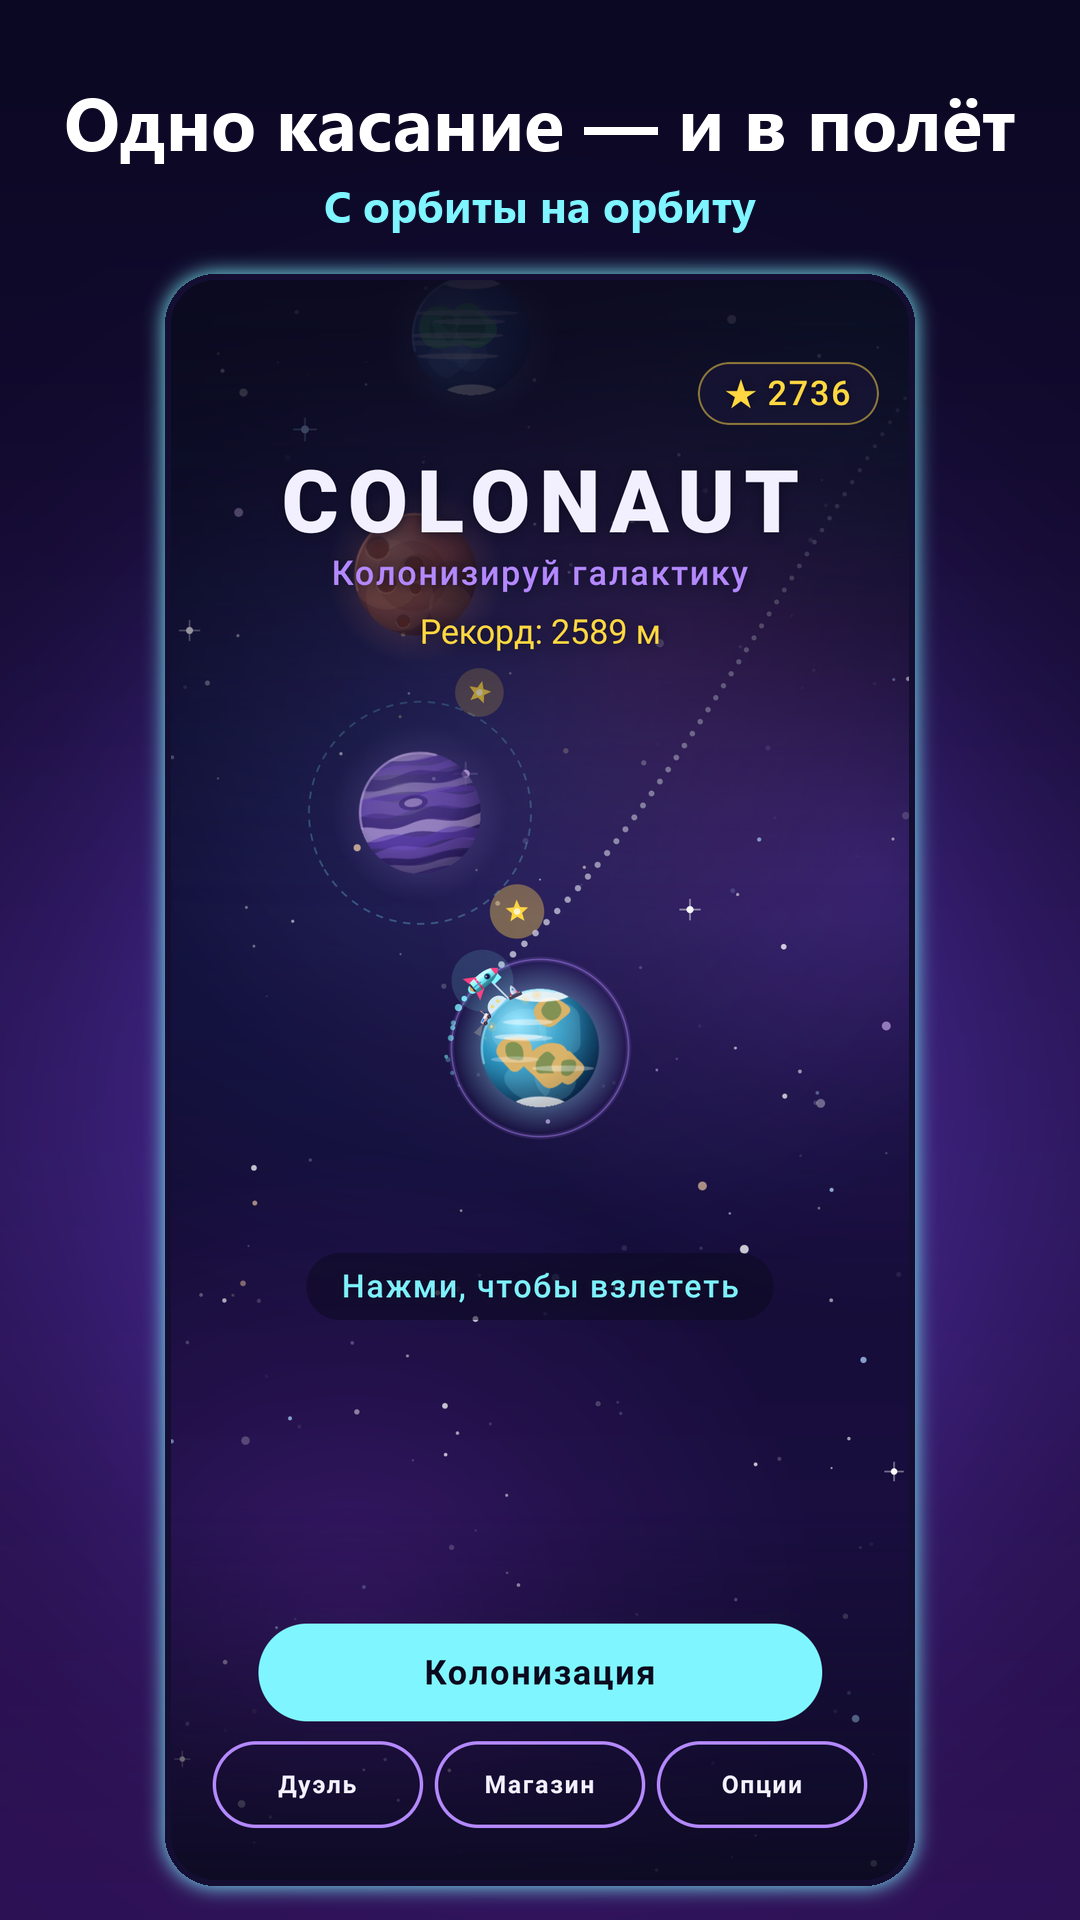 Одно касание — и в полёт
С орбиты на орбиту
★ 2736
COLONAUT
Колонизируй галактику
Рекорд: 2589 м
Нажми, чтобы взлететь
Колонизация
Дуэль
Магазин
Опции